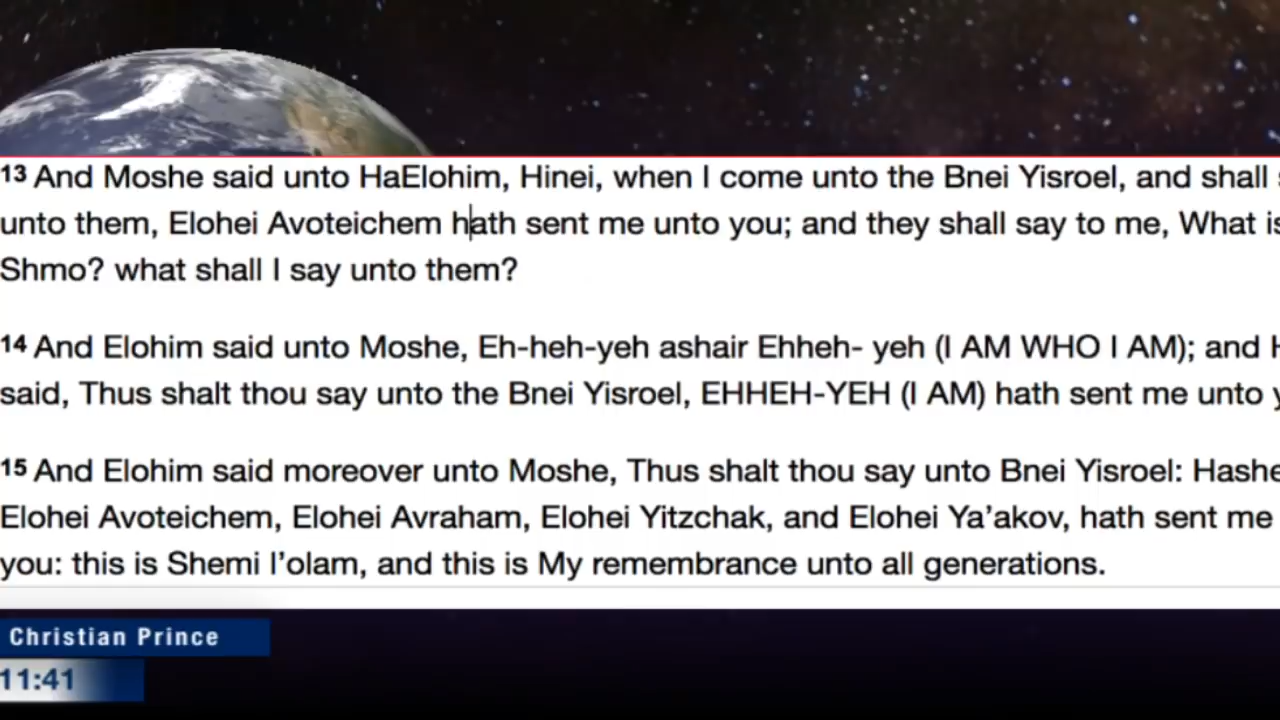 13 And Moshe said unto HaElohim, Hinei, when I come unto the Bnei Yisroel, and shall
unto them, Elohei Avoteichem hath sent me unto you; and they shall say to me, What is
Shmo? what shall I say unto them?
14 And Elohim said unto Moshe, Eh-heh-yeh ashair Ehheh- yeh (I AM WHO I AM); and
said, Thus shalt thou say unto the Bnei Yisroel, EHHEH-YEH (I AM) hath sent me unto
15 And Elohim said moreover unto Moshe, Thus shalt thou say unto Bnei Yisroel: Hashe
Elohei Avoteichem, Elohei Avraham, Elohei Yitzchak, and Elohei Ya’akov, hath sent me
you: this is Shemi l’olam, and this is My remembrance unto all generations.
Christian Prince
11:41